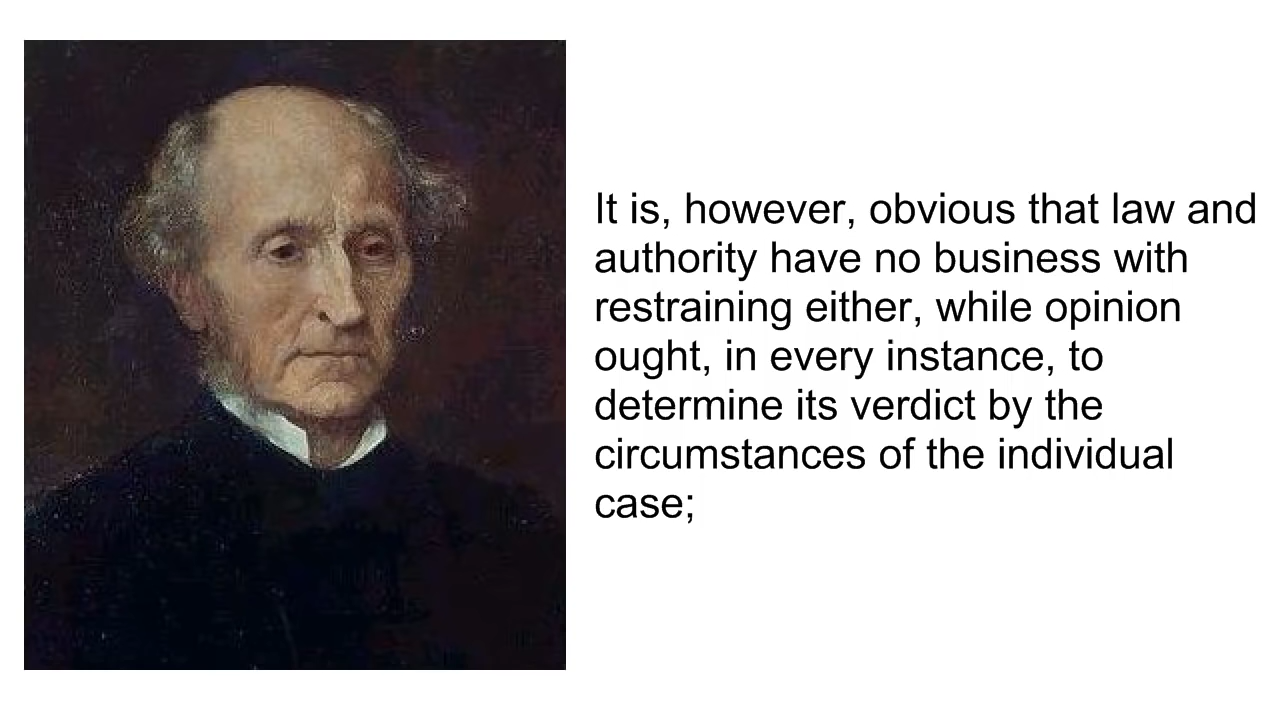 It is, however, obvious that law and
authority have no business with
restraining either, while opinion
ought, in every instance, to
determine its verdict by the
circumstances of the individual
case;